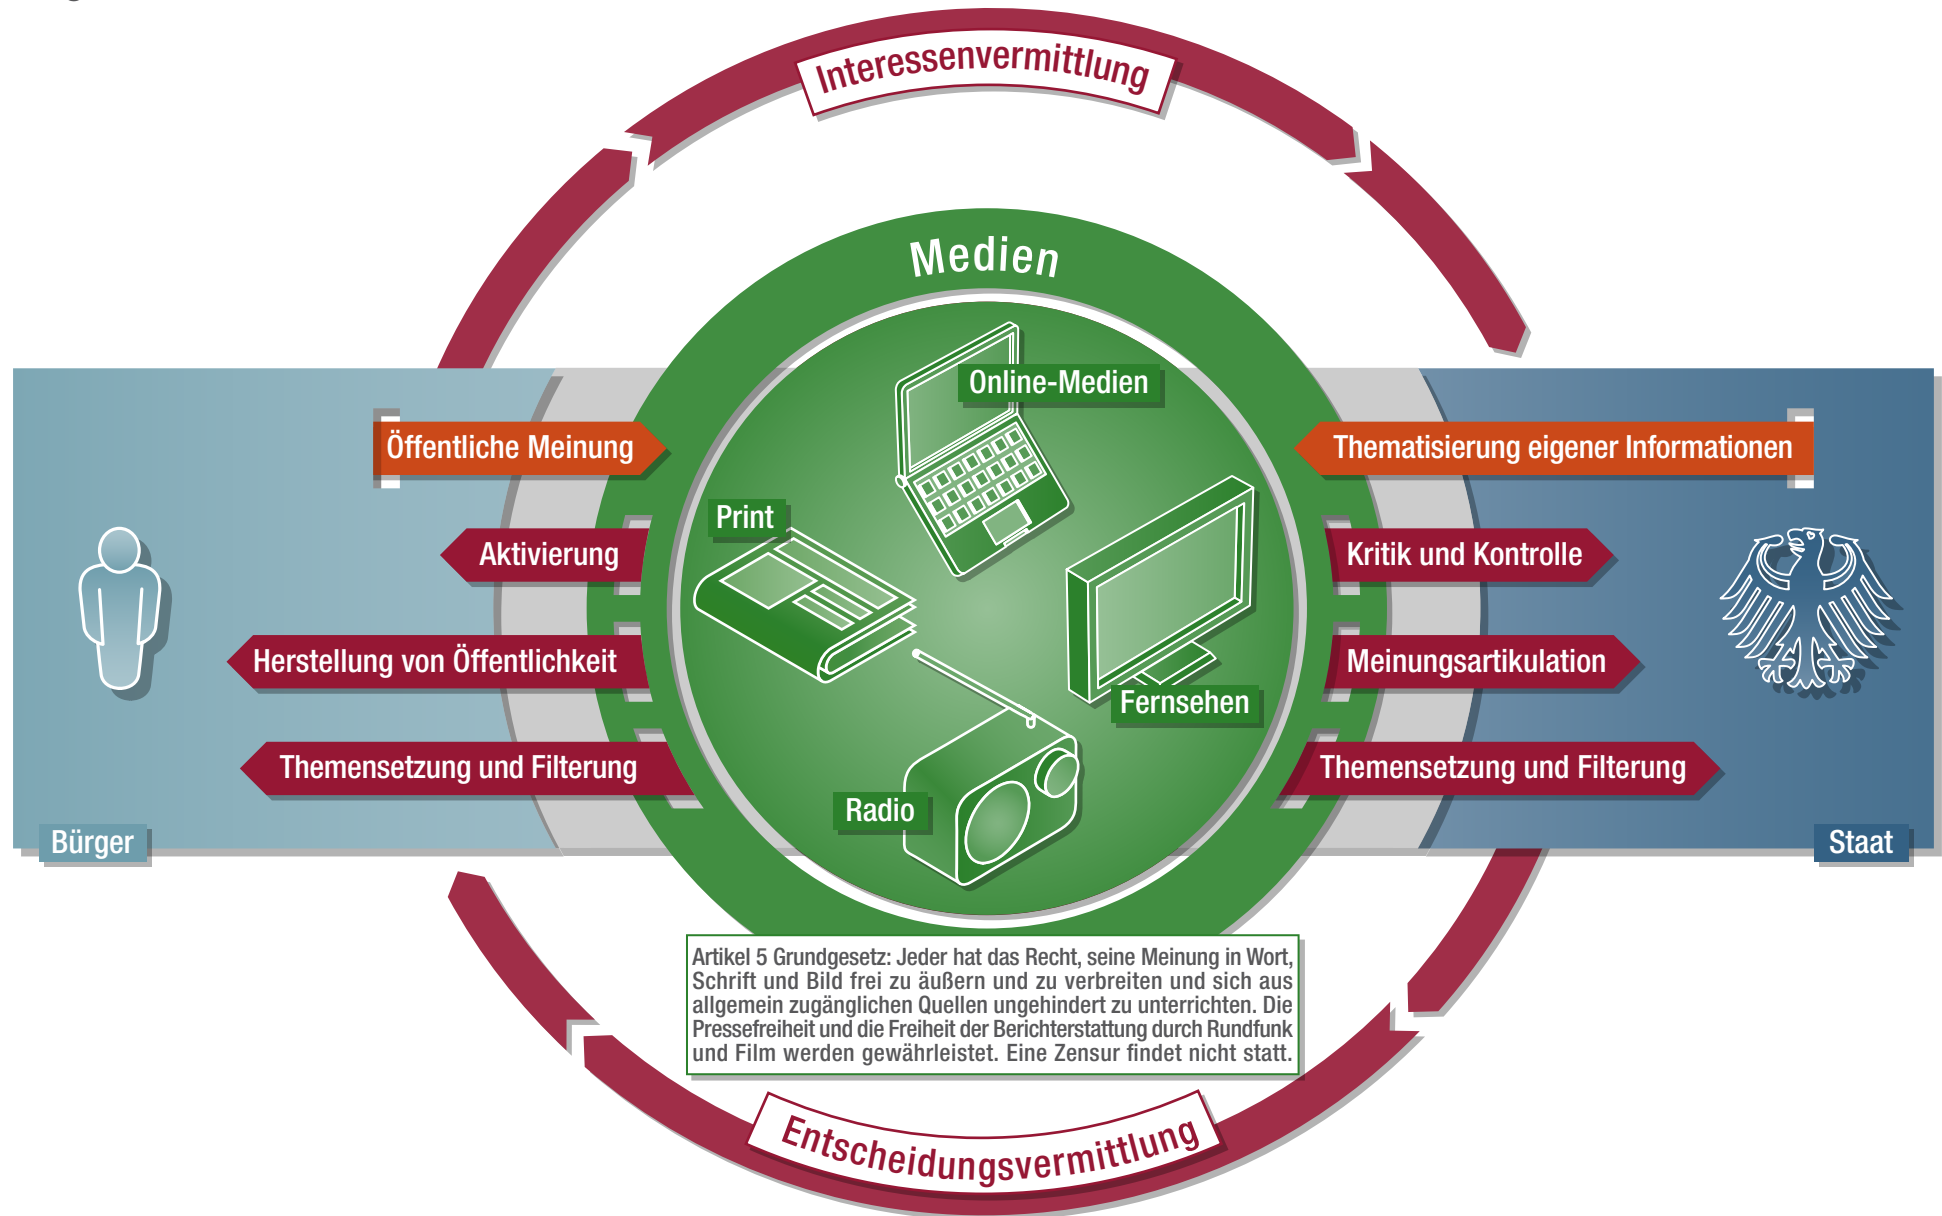 Interessenvermittlung
Medien
Online-Medien
Öffentliche Meinung
Thematisierung eigener Informationen
Print
Aktivierung
Kritik und Kontrolle
Herstellung von Öffentlichkeit
Meinungsartikulation
Fernsehen
Themensetzung und Filterung
Themensetzung und Filterung
Radio
Bürger
Staat
Artikel 5 Grundgesetz: Jeder hat das Recht, seine Meinung in Wort,
Schrift und Bild frei zu äußern und zu verbreiten und sich aus
allgemein zugänglichen Quellen ungehindert zu unterrichten. Die
Pressefreiheit und die Freiheit der Berichterstattung durch Rundfunk
und Film werden gewährleistet. Eine Zensur findet nicht statt.
Entscheidungsvermittlung